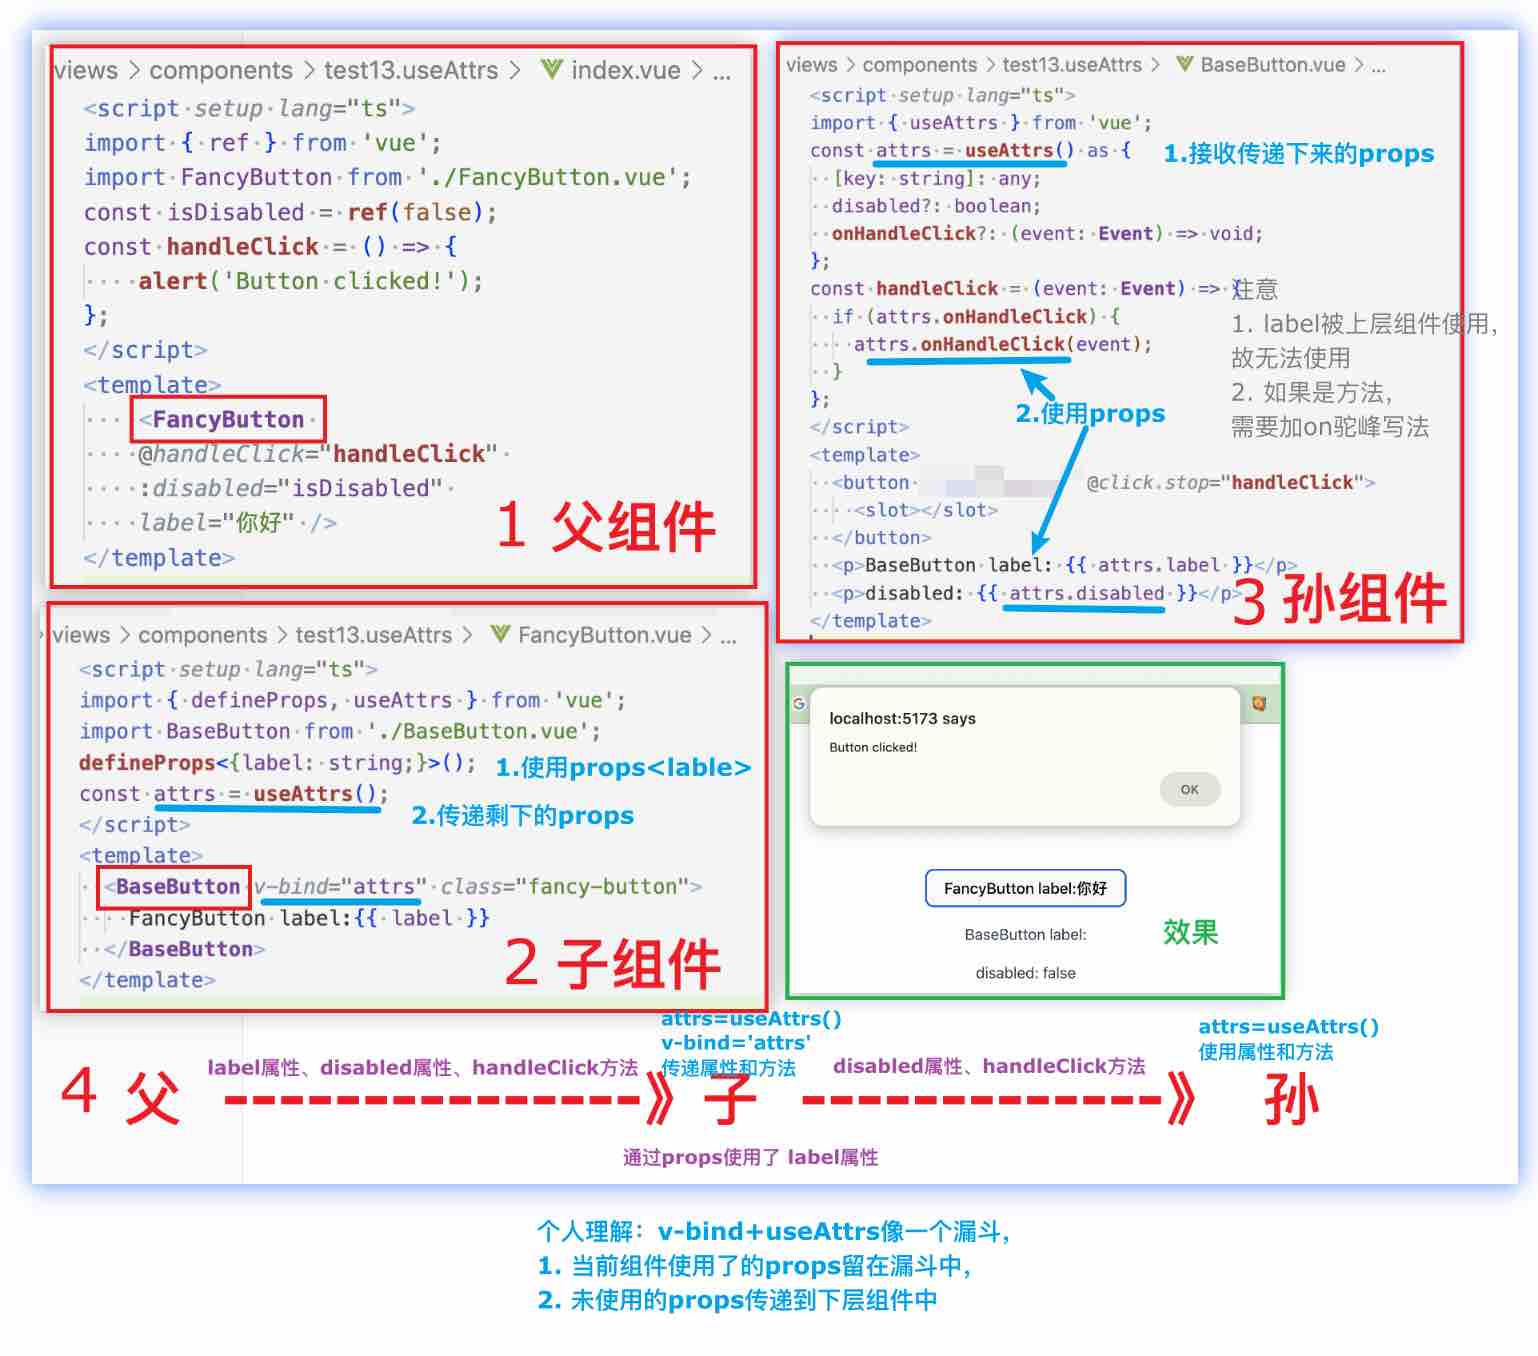 views > components > test13.useAttrs > index.vue > ...
<script setup lang="ts">
import { ref } from 'vue';
import FancyButton from './FancyButton.vue';
const isDisabled = ref(false);
const handleClick = () => {
alert('Button clicked!');
};
</script>
<template>
<FancyButton
@handleClick="handleClick"
:disabled="isDisabled"
label="你好" />
</template>
1 父组件
views > components > test13.useAttrs > FancyButton.vue > ...
<script setup lang="ts">
import { defineProps, useAttrs } from 'vue';
import BaseButton from './BaseButton.vue';
defineProps<{label: string;}>();
1.使用props<lable>
const attrs = useAttrs();
2.传递剩下的props
</script>
<template>
<BaseButton v-bind="attrs" class="fancy-button">
FancyButton label:{{ label }}
</BaseButton>
</template>
2 子组件
views > components > test13.useAttrs > BaseButton.vue > ...
<script setup lang="ts">
import { useAttrs } from 'vue';
const attrs = useAttrs() as {
1.接收传递下来的props
[key: string]: any;
disabled?: boolean;
onHandleClick?: (event: Event) => void;
};
const handleClick = (event: Event) => {
if (attrs.onHandleClick) {
attrs.onHandleClick(event);
}
};
</script>
<template>
<button @click.stop="handleClick">
<slot></slot>
</button>
<p>BaseButton label: {{ attrs.label }}</p>
<p>disabled: {{ attrs.disabled }}</p>
</template>
2.使用props
注意
1. label被上层组件使用,
故无法使用
2. 如果是方法,
需要加on驼峰写法
3 孙组件
localhost:5173 says
Button clicked!
OK
FancyButton label:你好
BaseButton label:
disabled: false
效果
attrs=useAttrs()
v-bind='attrs'
传递属性和方法
attrs=useAttrs()
使用属性和方法
label属性、disabled属性、handleClick方法
disabled属性、handleClick方法
4 父 ----------------》 子 --------------》 孙
通过props使用了 label属性
个人理解：v-bind+useAttrs像一个漏斗,
1. 当前组件使用了的props留在漏斗中,
2. 未使用的props传递到下层组件中